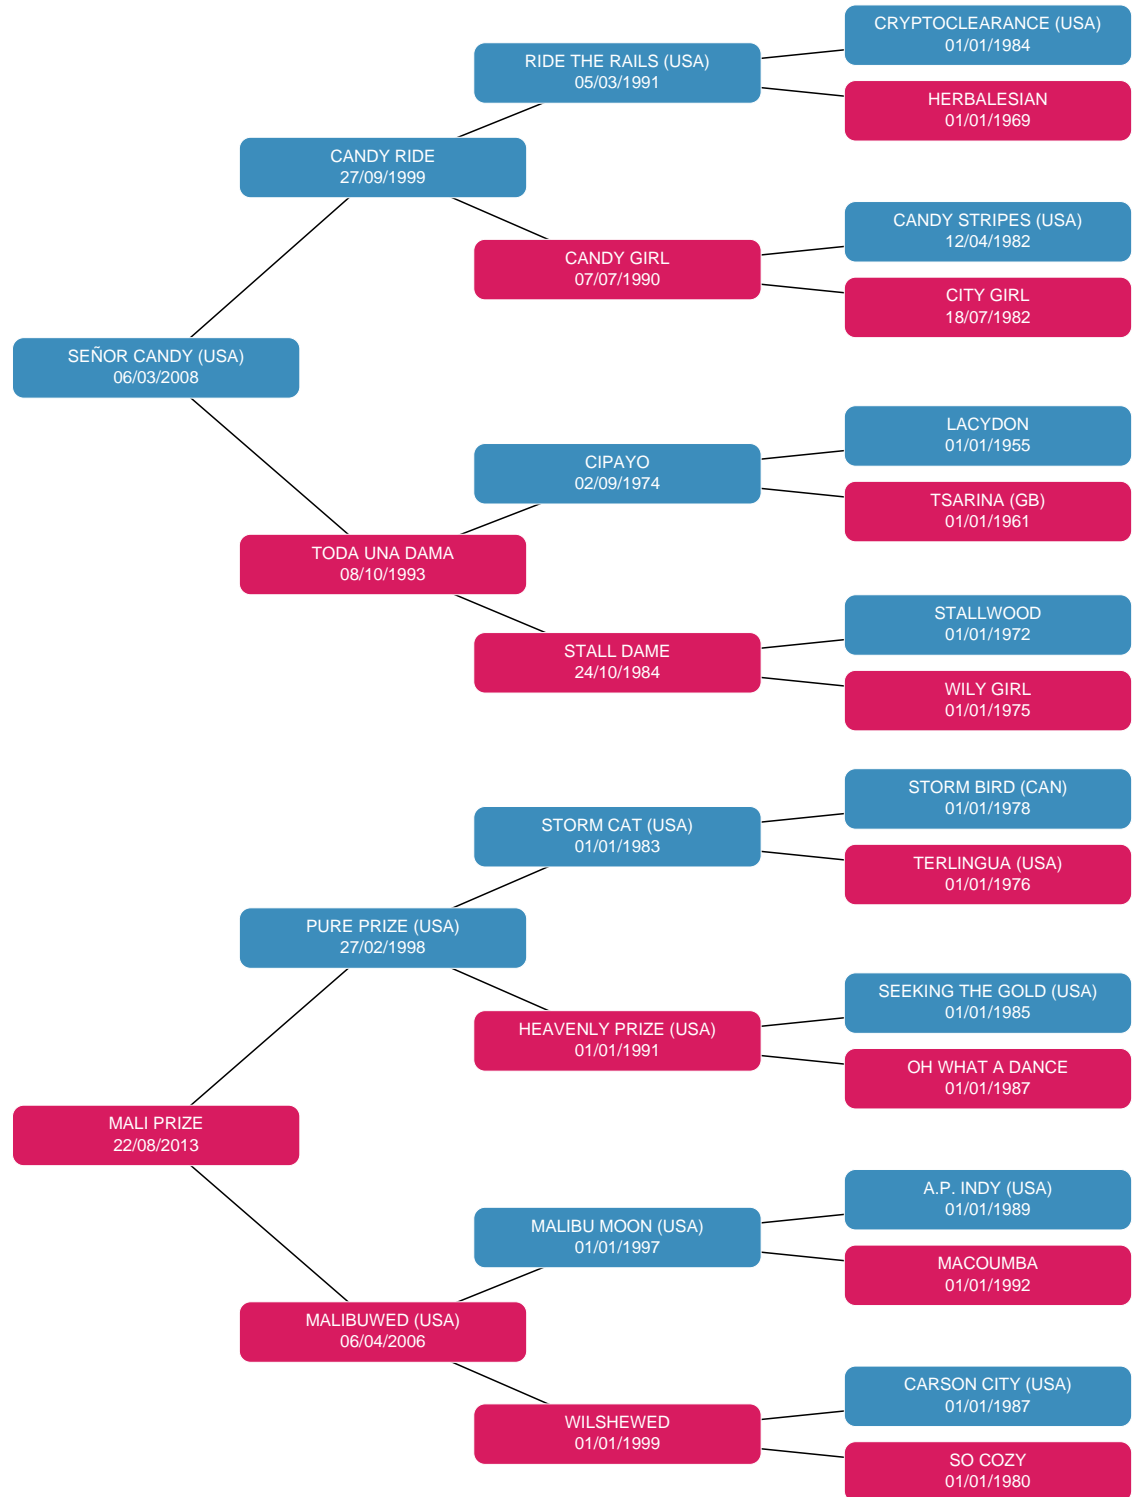 CRYPTOCLEARANCE (USA)
01/01/1984
RIDE THE RAILS (USA)
05/03/1991
HERBALESIAN
01/01/1969
CANDY RIDE
27/09/1999
CANDY STRIPES (USA)
12/04/1982
CANDY GIRL
07/07/1990
CITY GIRL
18/07/1982
SEÑOR CANDY (USA)
06/03/2008
LACYDON
01/01/1955
CIPAYO
02/09/1974
TSARINA (GB)
01/01/1961
TODA UNA DAMA
08/10/1993
STALLWOOD
01/01/1972
STALL DAME
24/10/1984
WILY GIRL
01/01/1975
STORM BIRD (CAN)
01/01/1978
STORM CAT (USA)
01/01/1983
TERLINGUA (USA)
01/01/1976
PURE PRIZE (USA)
27/02/1998
SEEKING THE GOLD (USA)
01/01/1985
HEAVENLY PRIZE (USA)
01/01/1991
OH WHAT A DANCE
01/01/1987
MALI PRIZE
22/08/2013
A.P. INDY (USA)
01/01/1989
MALIBU MOON (USA)
01/01/1997
MACOUMBA
01/01/1992
MALIBUWED (USA)
06/04/2006
CARSON CITY (USA)
01/01/1987
WILSHEWED
01/01/1999
SO COZY
01/01/1980